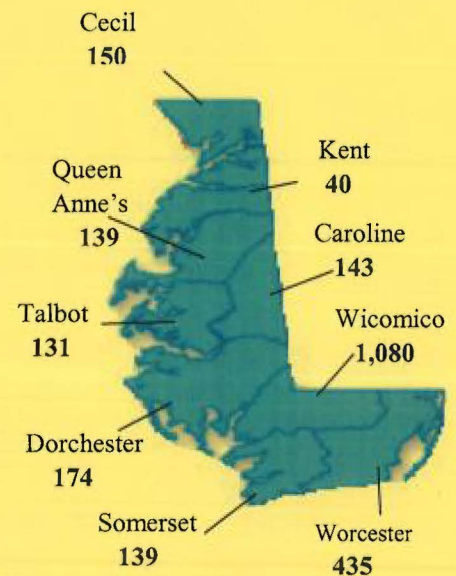 Cecil
150
Kent
40
Queen
Anne's
139
Caroline
143
Talbot
131
Wicomico
1,080
Dorchester
174
Somerset
139
Worcester
435